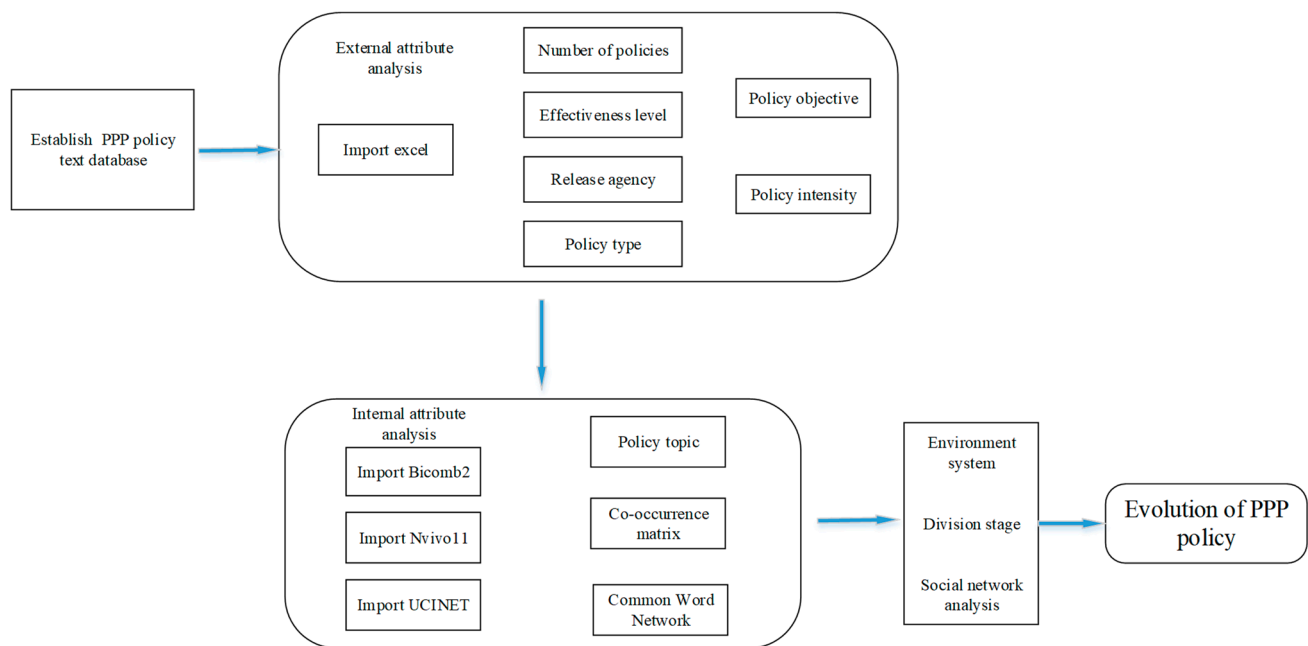 Establish PPP policy
text database
External attribute
analysis
Import excel
Number of policies
Effectiveness level
Release agency
Policy type
Policy objective
Policy intensity
Internal attribute
analysis
Import Bicomb2
Import Nvivo11
Import UCINET
Policy topic
Co-occurrence
matrix
Common Word
Network
Environment
system
Division stage
Social network
analysis
Evolution of PPP
policy